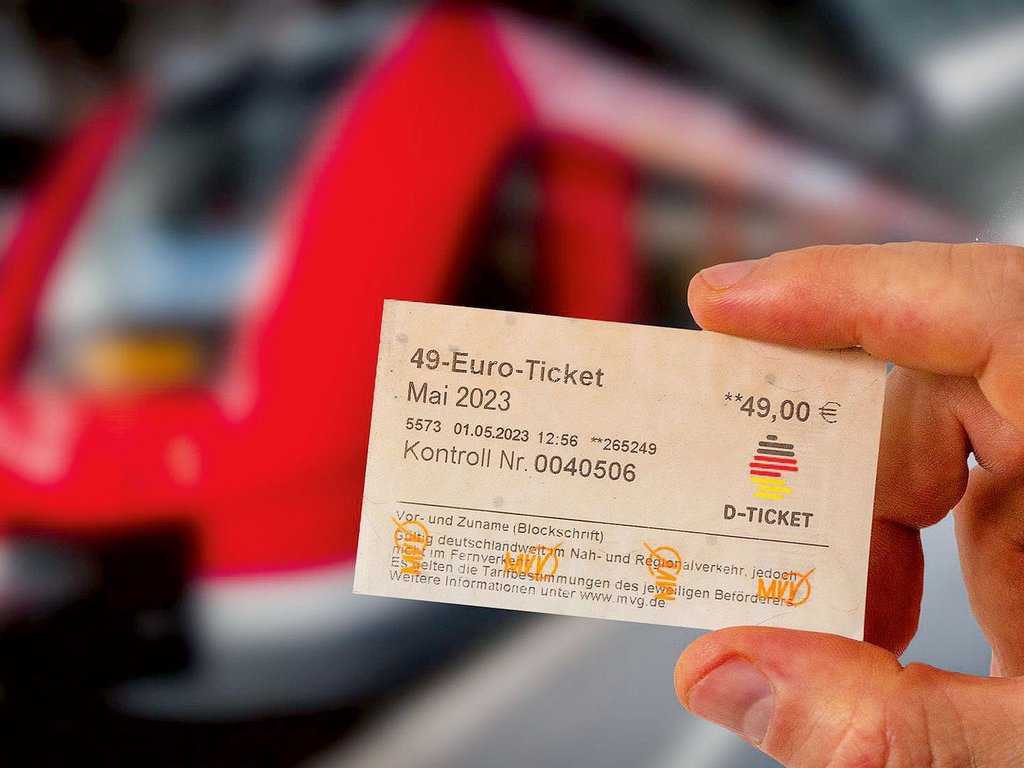 49-Euro-Ticket
Mai 2023
**49,00 €
5573 01.05.2023 12:56 **265249
Kontroll Nr. 0040506
D-TICKET
Vor- und Zuname (Blockschrift)
Gültig deutschlandweit im Nah- und Regionalverkehr, jedoch
nicht im Fernverkehr
ES gelten die Tarifbestimmungen des jeweiligen Beförderers.
Weitere Informationen unter www.mvg.de
MVV
MVV
MVV
MVV